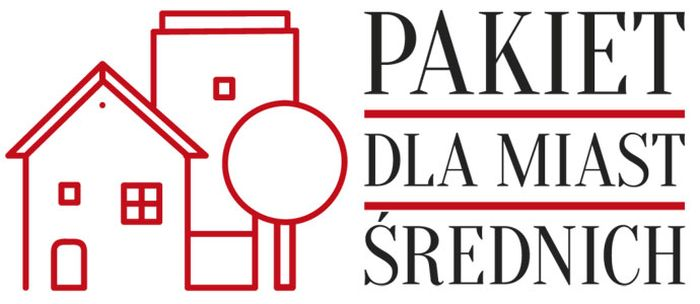 PAKIET
DLA MIAST
ŚREDNICH